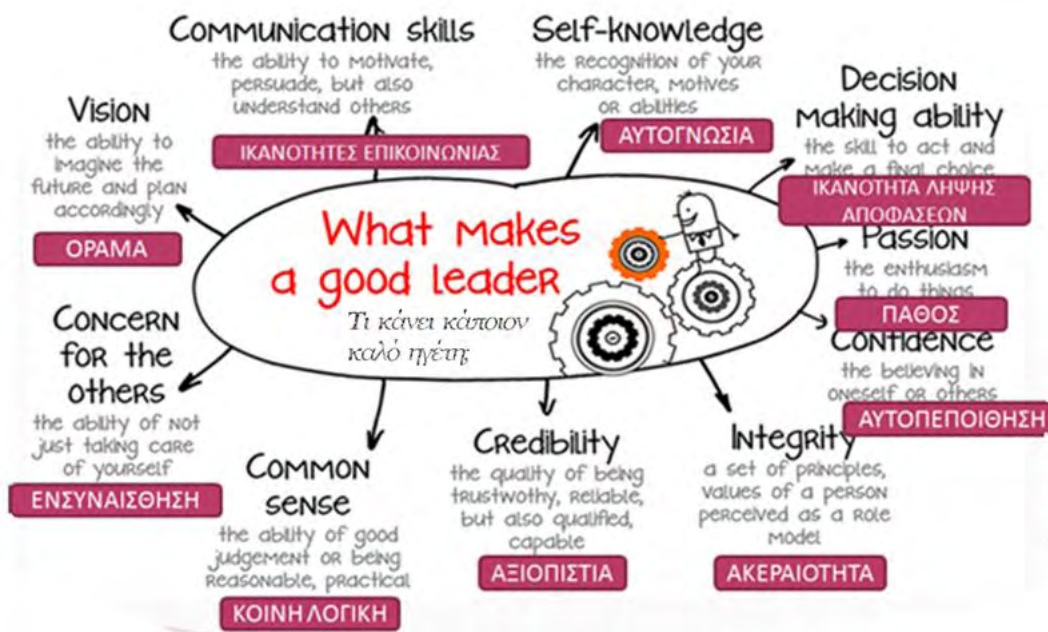 Communication skills
the ability to motivate,
persuade, but also
understand others
ΙΚΑΝΟΤΗΤΕΣ ΕΠΙΚΟΙΝΩΝΙΑΣ
Self-knowledge
the recognition of your
character, motives
or abilities
ΑΥΤΟΓΝΩΣΙΑ
Decision
making ability
the skill to act and
make a final choice
ΙΚΑΝΟΤΗΤΑ ΛΗΨΗΣ
ΑΠΟΦΑΣΕΩΝ
Vision
the ability to
imagine the
future and plan
accordingly
ΟΡΑΜΑ
What makes
a good leader
Τι κάνει κάποιον
καλό ηγέτη;
Passion
the enthusiasm
to do things
ΠΑΘΟΣ
Confidence
the believing in
oneself or others
ΑΥΤΟΠΕΠΟΙΘΗΣΗ
Concern
for the
others
the ability of not
just taking care
of yourself
ΕΝΣΥΝΑΙΣΘΗΣΗ
Common
sense
the ability of good
judgement or being
reasonable, practical
ΚΟΙΝΗ ΛΟΓΙΚΗ
Credibility
the quality of being
trustwothy, reliable,
but also qualified,
capable
ΑΞΙΟΠΙΣΤΙΑ
Integrity
a set of principles,
values of a person
perceived as a role
model
ΑΚΕΡΑΙΟΤΗΤΑ